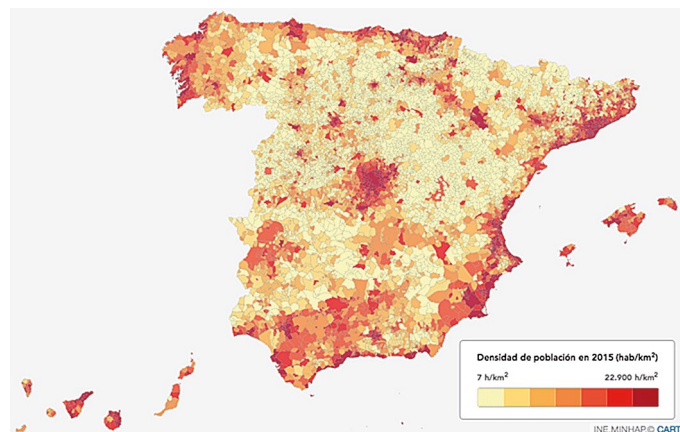 Densidad de población en 2015 (hab/km²)
7 h/km² 22.900 h/km²
INE MINHAP,© CART